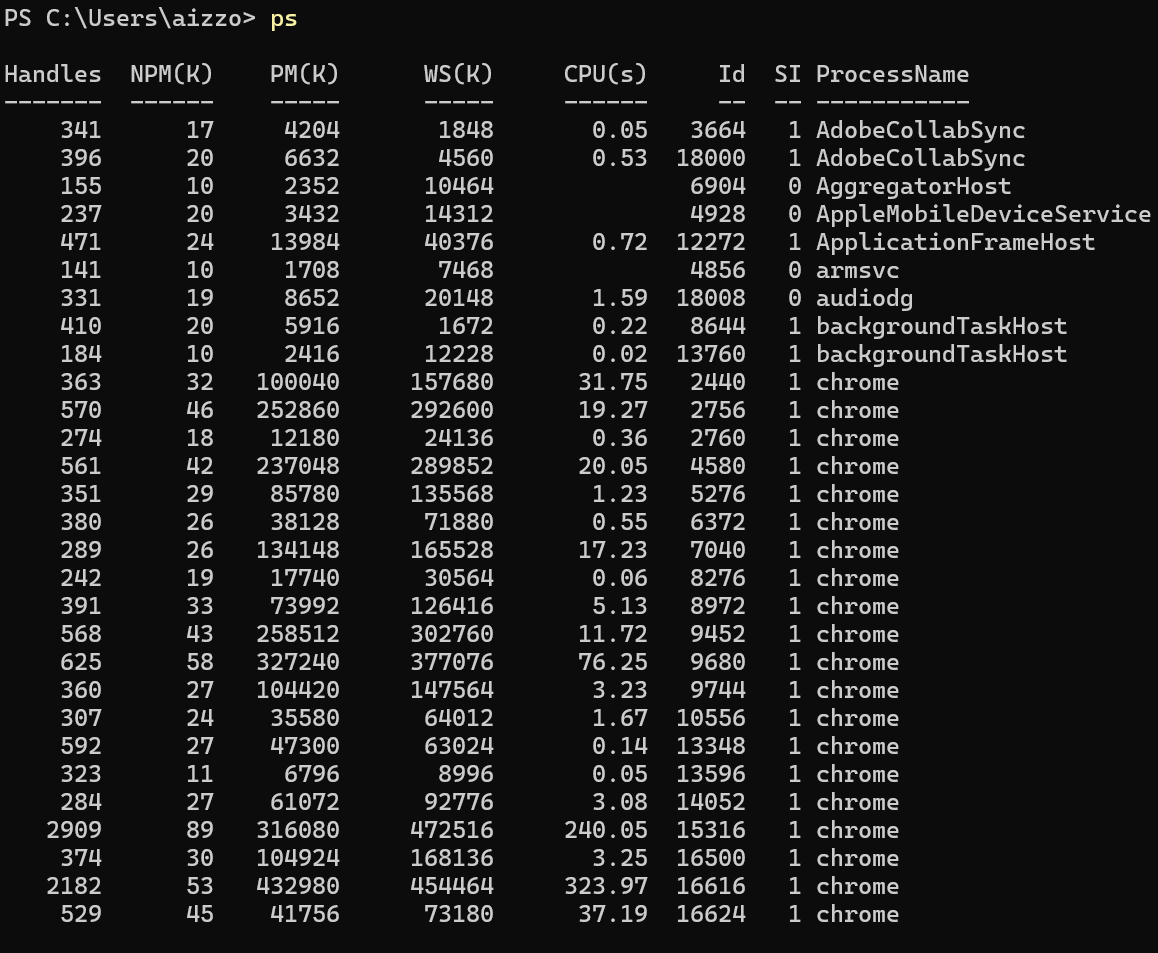 PS C:\Users\aizzo> ps
Handles  NPM(K)    PM(K)      WS(K)     CPU(s)     Id  SI ProcessName
-------  ------    -----      -----     ------     --  -- -----------
    341      17     4204       1848       0.05   3664   1 AdobeCollabSync
    396      20     6632       4560       0.53  18000   1 AdobeCollabSync
    155      10     2352      10464              6904   0 AggregatorHost
    237      20     3432      14312              4928   0 AppleMobileDeviceService
    471      24    13984      40376       0.72  12272   1 ApplicationFrameHost
    141      10     1708       7468              4856   0 armsvc
    331      19     8652      20148       1.59  18008   0 audiodg
    410      20     5916       1672       0.22   8644   1 backgroundTaskHost
    184      10     2416      12228       0.02  13760   1 backgroundTaskHost
    363      32   100040     157680      31.75   2440   1 chrome
    570      46   252860     292600      19.27   2756   1 chrome
    274      18    12180      24136       0.36   2760   1 chrome
    561      42   237048     289852      20.05   4580   1 chrome
    351      29    85780     135568       1.23   5276   1 chrome
    380      26    38128      71880       0.55   6372   1 chrome
    289      26   134148     165528      17.23   7040   1 chrome
    242      19    17740      30564       0.06   8276   1 chrome
    391      33    73992     126416       5.13   8972   1 chrome
    568      43   258512     302760      11.72   9452   1 chrome
    625      58   327240     377076      76.25   9680   1 chrome
    360      27   104420     147564       3.23   9744   1 chrome
    307      24    35580      64012       1.67  10556   1 chrome
    592      27    47300      63024       0.14  13348   1 chrome
    323      11     6796       8996       0.05  13596   1 chrome
    284      27    61072      92776       3.08  14052   1 chrome
   2909      89   316080     472516     240.05  15316   1 chrome
    374      30   104924     168136       3.25  16500   1 chrome
   2182      53   432980     454464     323.97  16616   1 chrome
    529      45    41756      73180      37.19  16624   1 chrome